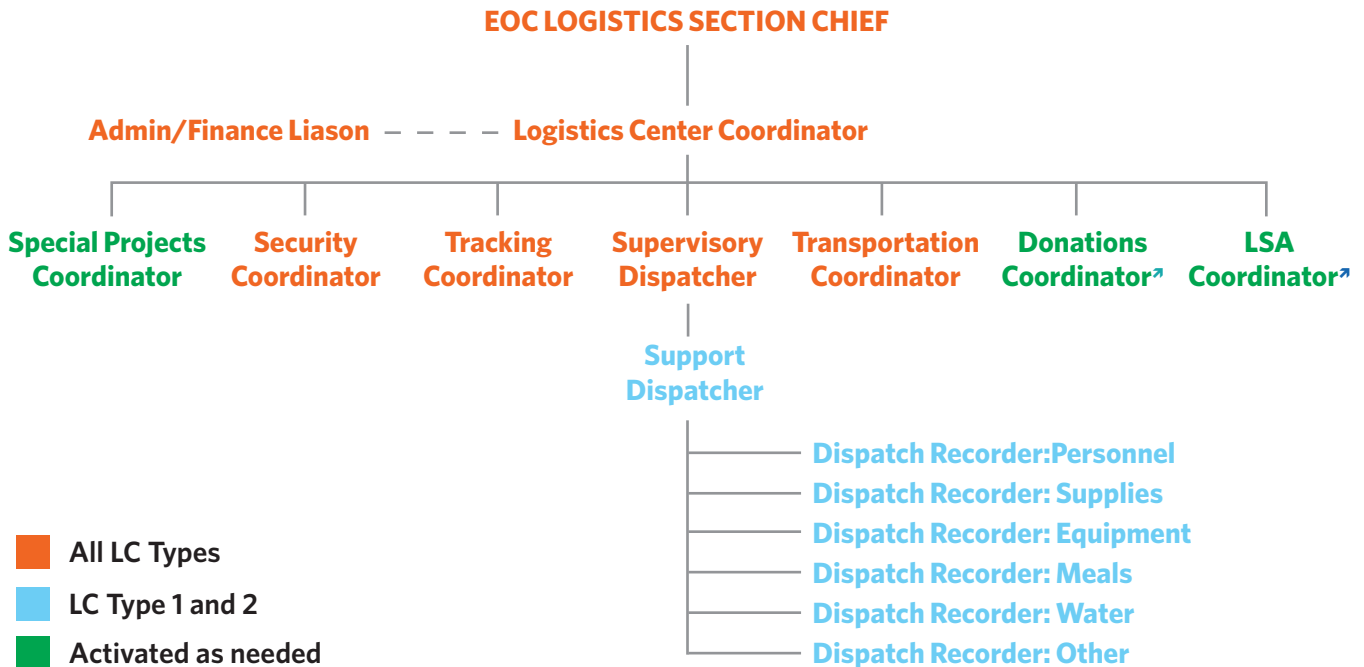 EOC LOGISTICS SECTION CHIEF
Admin/Finance Liason
Logistics Center Coordinator
Special Projects
Coordinator
Security
Coordinator
Tracking
Coordinator
Supervisory
Dispatcher
Transportation
Coordinator
Donations
Coordinator↗
LSA
Coordinator↗
Support
Dispatcher
Dispatch Recorder:Personnel
Dispatch Recorder: Supplies
Dispatch Recorder: Equipment
Dispatch Recorder: Meals
Dispatch Recorder: Water
Dispatch Recorder: Other
All LC Types
LC Type 1 and 2
Activated as needed